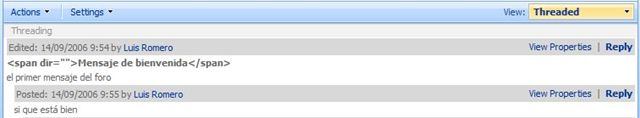 Actions Settings View: Threaded
Threading
Edited: 14/09/2006 9:54 by Luis Romero View Properties | Reply
<span dir="">Mensaje de bienvenida</span>
el primer mensaje del foro
Posted: 14/09/2006 9:55 by Luis Romero View Properties | Reply
si que está bien